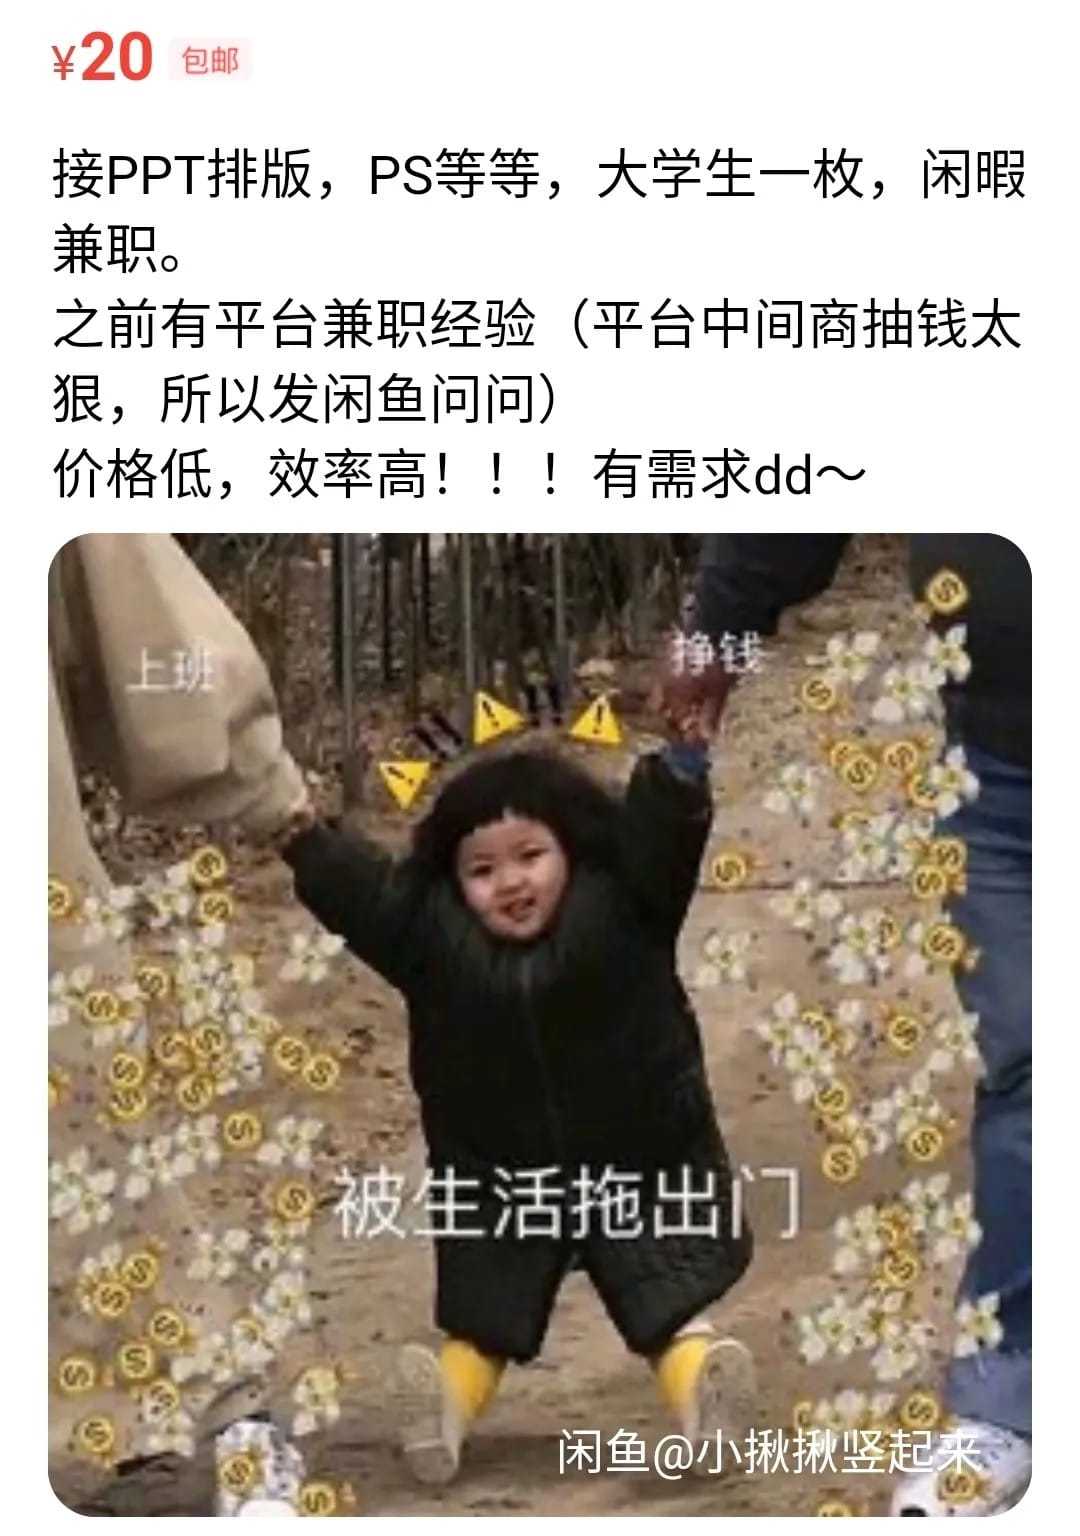 ¥20 包邮
接PPT排版，PS等等，大学生一枚，闲暇
兼职。
之前有平台兼职经验（平台中间商抽钱太
狠，所以发闲鱼问问）
价格低，效率高！！！有需求dd～
上班
挣钱
被生活拖出门
闲鱼@小揪揪竖起来